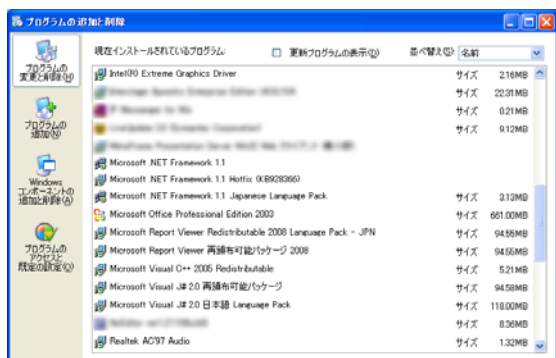 プログラムの追加と削除
プログラムの
変更と削除(H)
プログラムの
追加(N)
Windows
コンポーネントの
追加と削除(A)
プログラムの
アクセスと
既定の設定(O)
現在インストールされているプログラム:
更新プログラムの表示(D)
並べ替え(S): 名前
Intel(R) Extreme Graphics Driver サイズ 2.16MB
サイズ 22.31MB
サイズ 0.21MB
サイズ 9.12MB
Microsoft .NET Framework 1.1
Microsoft .NET Framework 1.1 Hotfix (KB928366)
Microsoft .NET Framework 1.1 Japanese Language Pack サイズ 3.13MB
Microsoft Office Professional Edition 2003 サイズ 661.00MB
Microsoft Report Viewer Redistributable 2008 Language Pack - JPN サイズ 94.55MB
Microsoft Report Viewer 再頒布可能パッケージ 2008 サイズ 94.55MB
Microsoft Visual C++ 2005 Redistributable サイズ 5.21MB
Microsoft Visual J# 2.0 再頒布可能パッケージ サイズ 94.58MB
Microsoft Visual J# 2.0 日本語 Language Pack サイズ 118.00MB
サイズ 8.36MB
Realtek AC'97 Audio サイズ 1.32MB